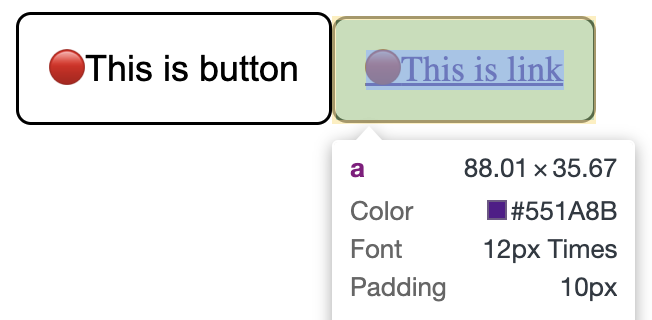 🔴This is button
🔴This is link
a 88.01 × 35.67
Color #551A8B
Font 12px Times
Padding 10px